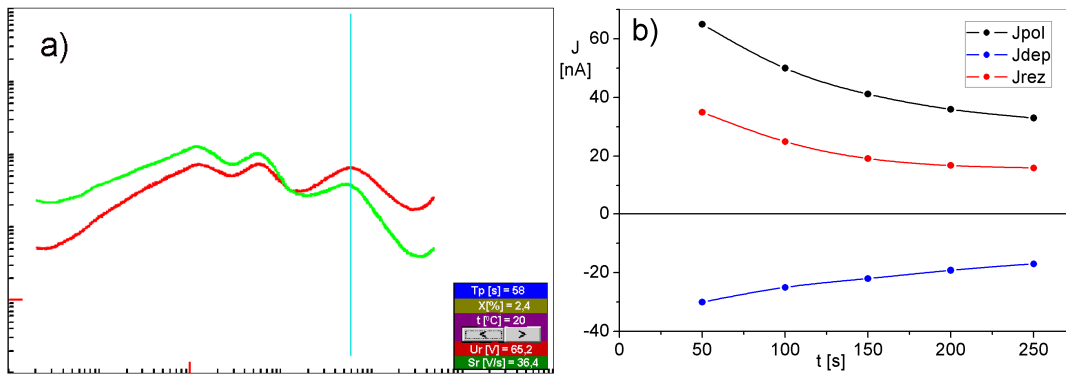 a)
Tp [s] = 58
X[%] = 2,4
t [°C] = 20
< >
Ur [V] = 65,2
Sr [V/s] = 36,4
b)
J
[nA]
Jpol
Jdep
Jrez
60
40
20
0
-20
-40
0 50 100 150 200 250
t [s]